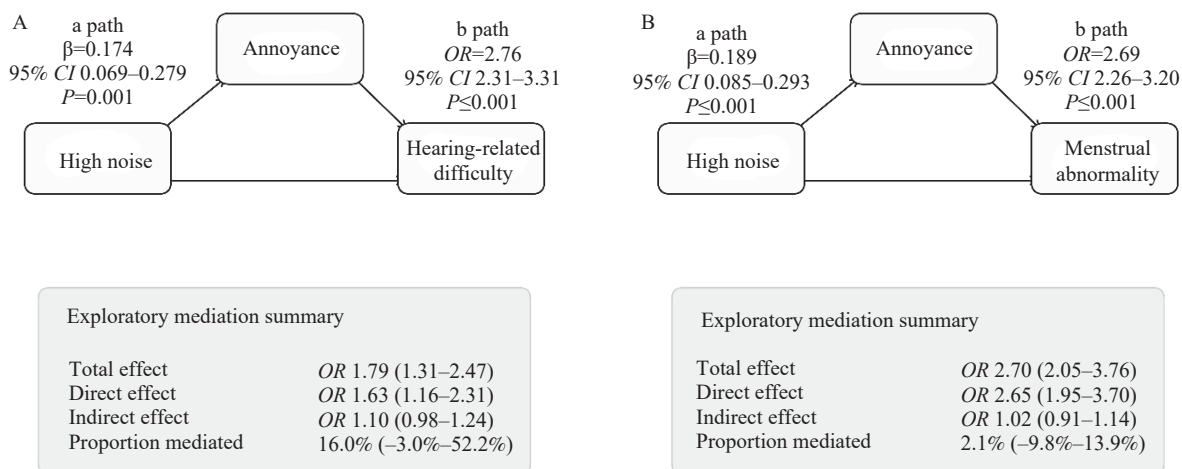 A
a path
β=0.174
95% CI 0.069–0.279
P=0.001
Annoyance
b path
OR=2.76
95% CI 2.31–3.31
P≤0.001
High noise
Hearing-related
difficulty
Exploratory mediation summary
Total effect OR 1.79 (1.31–2.47)
Direct effect OR 1.63 (1.16–2.31)
Indirect effect OR 1.10 (0.98–1.24)
Proportion mediated 16.0% (–3.0%–52.2%)
B
a path
β=0.189
95% CI 0.085–0.293
P≤0.001
Annoyance
b path
OR=2.69
95% CI 2.26–3.20
P≤0.001
High noise
Menstrual
abnormality
Exploratory mediation summary
Total effect OR 2.70 (2.05–3.76)
Direct effect OR 2.65 (1.95–3.70)
Indirect effect OR 1.02 (0.91–1.14)
Proportion mediated 2.1% (–9.8%–13.9%)